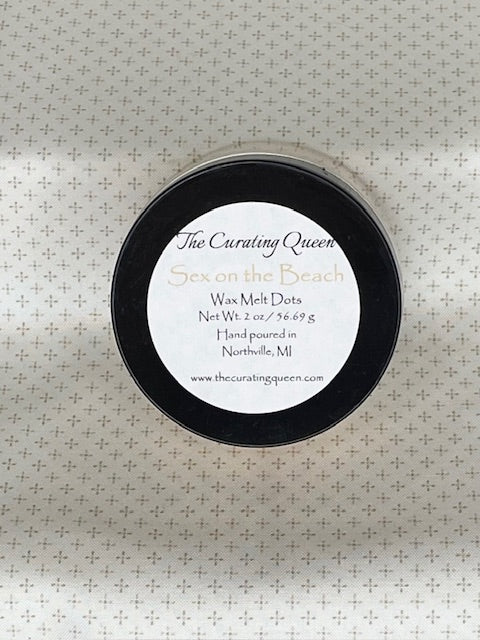 The Curating Queen
Sex on the Beach
Wax Melt Dots
Net Wt. 2 oz / 56.69 g
Hand poured in
Northville, MI
www.thecuratingqueen.com